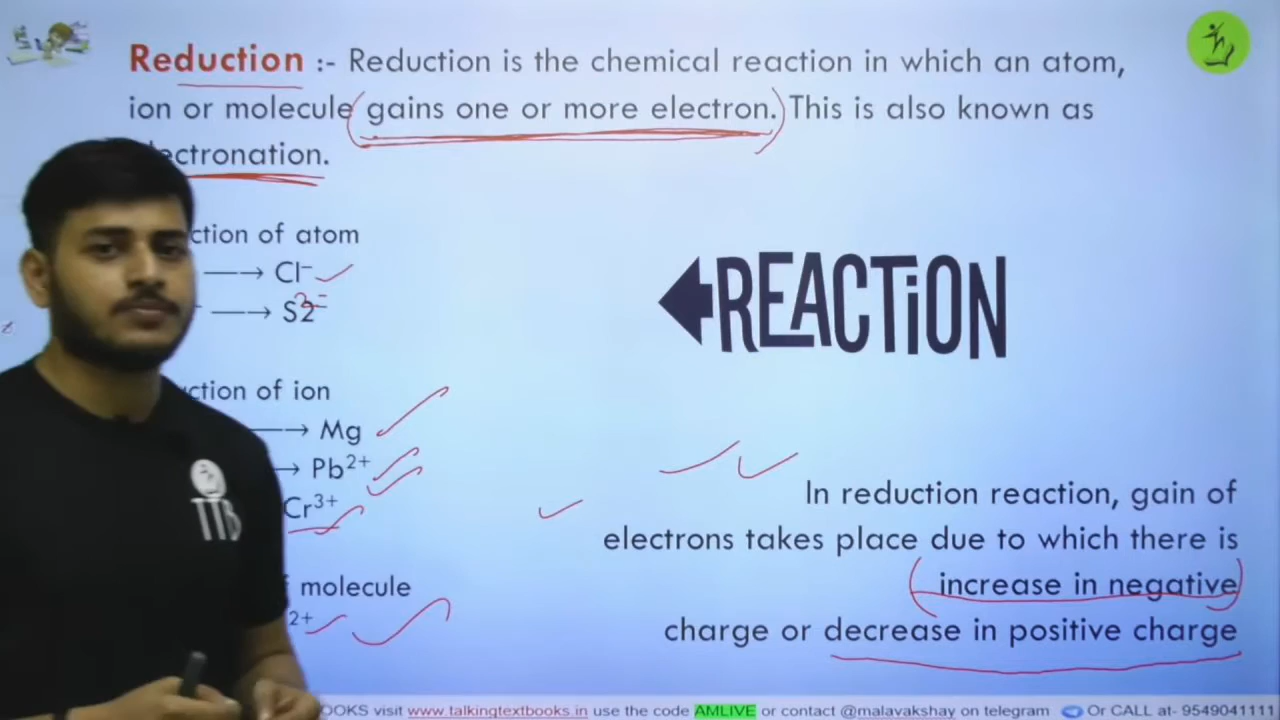 Reduction :- Reduction is the chemical reaction in which an atom,
ion or molecule gains one or more electron. This is also known as
ectronation.
ction of atom
⟶ Cl⁻
⟶ S2
2-
ction of ion
⟶ Mg
⟶ Pb²⁺
Cr³⁺
molecule
2+
REACTiON
In reduction reaction, gain of
electrons takes place due to which there is
increase in negative
charge or decrease in positive charge
TTB
OOKS visit www.talkingtextbooks.in use the code AMLIVE or contact @malavakshay on telegram Or CALL at- 9549041111